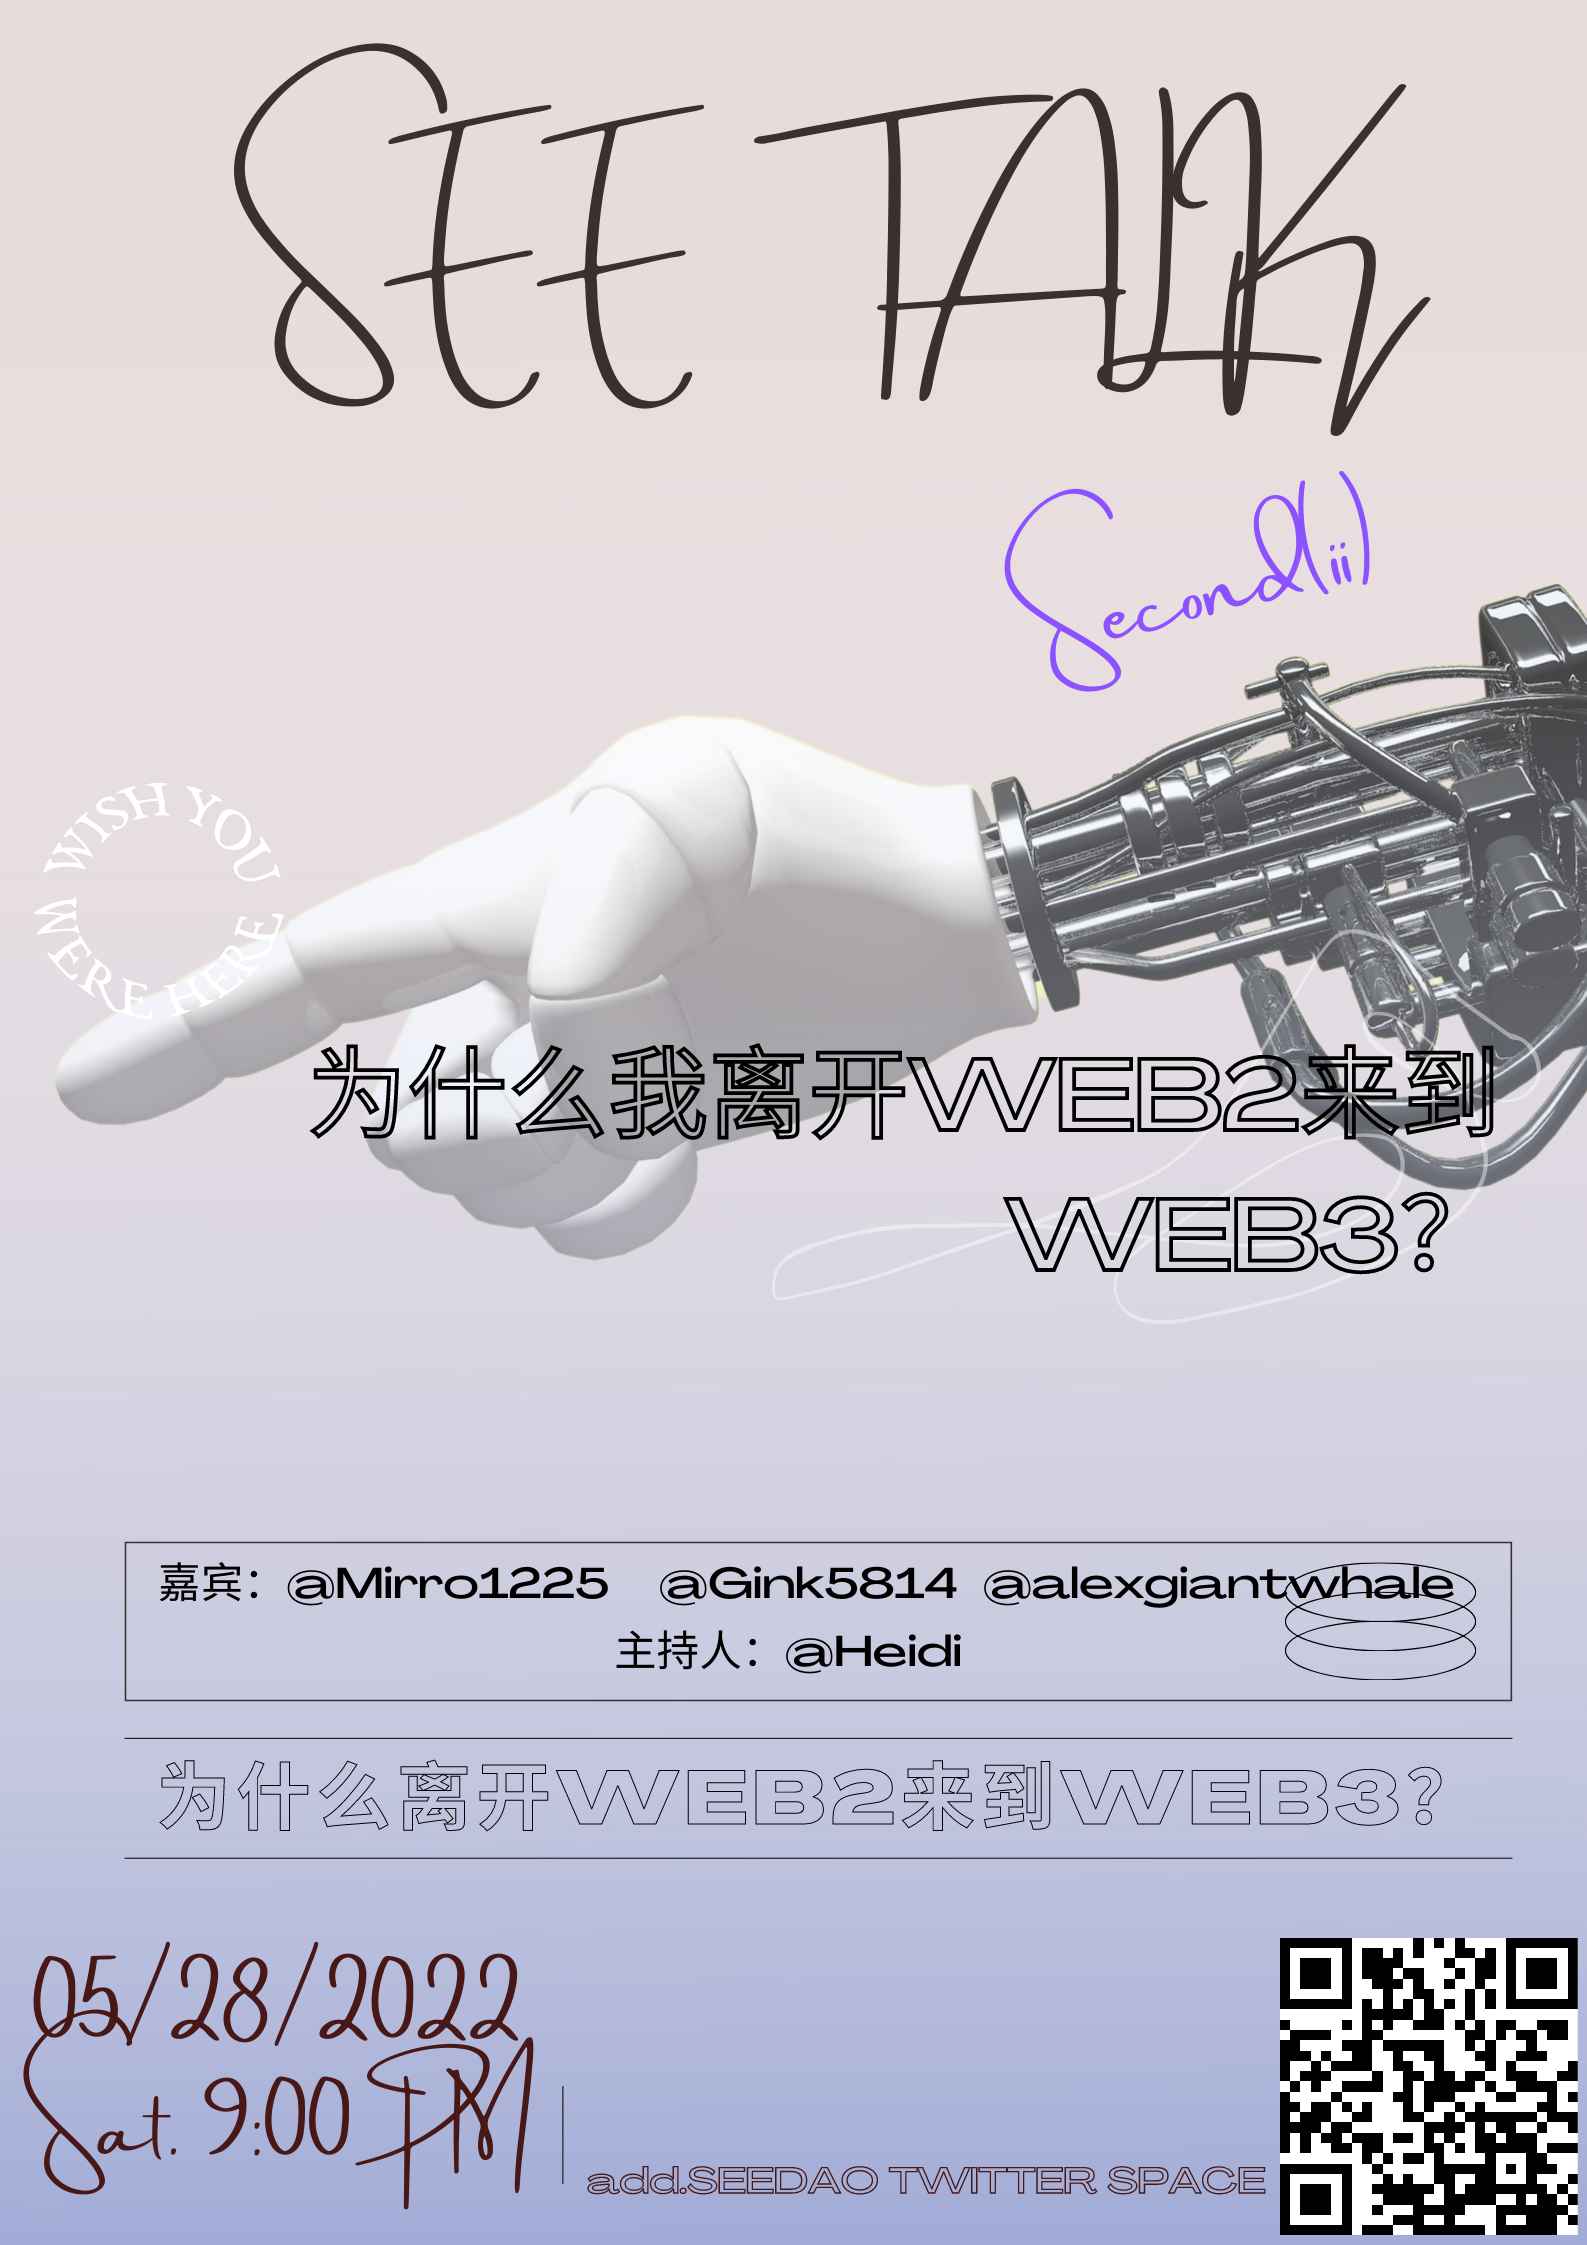 SEE TALK
Second(ii)
WISH YOU
WERE HERE
为什么我离开WEB2来到
WEB3?
嘉宾：@Mirro1225 @Gink5814 @alexgiantwhale
主持人：@Heidi
为什么离开WEB2来到WEB3?
05/28/2022
Sat. 9:00 PM
add.SEEDAO TWITTER SPACE